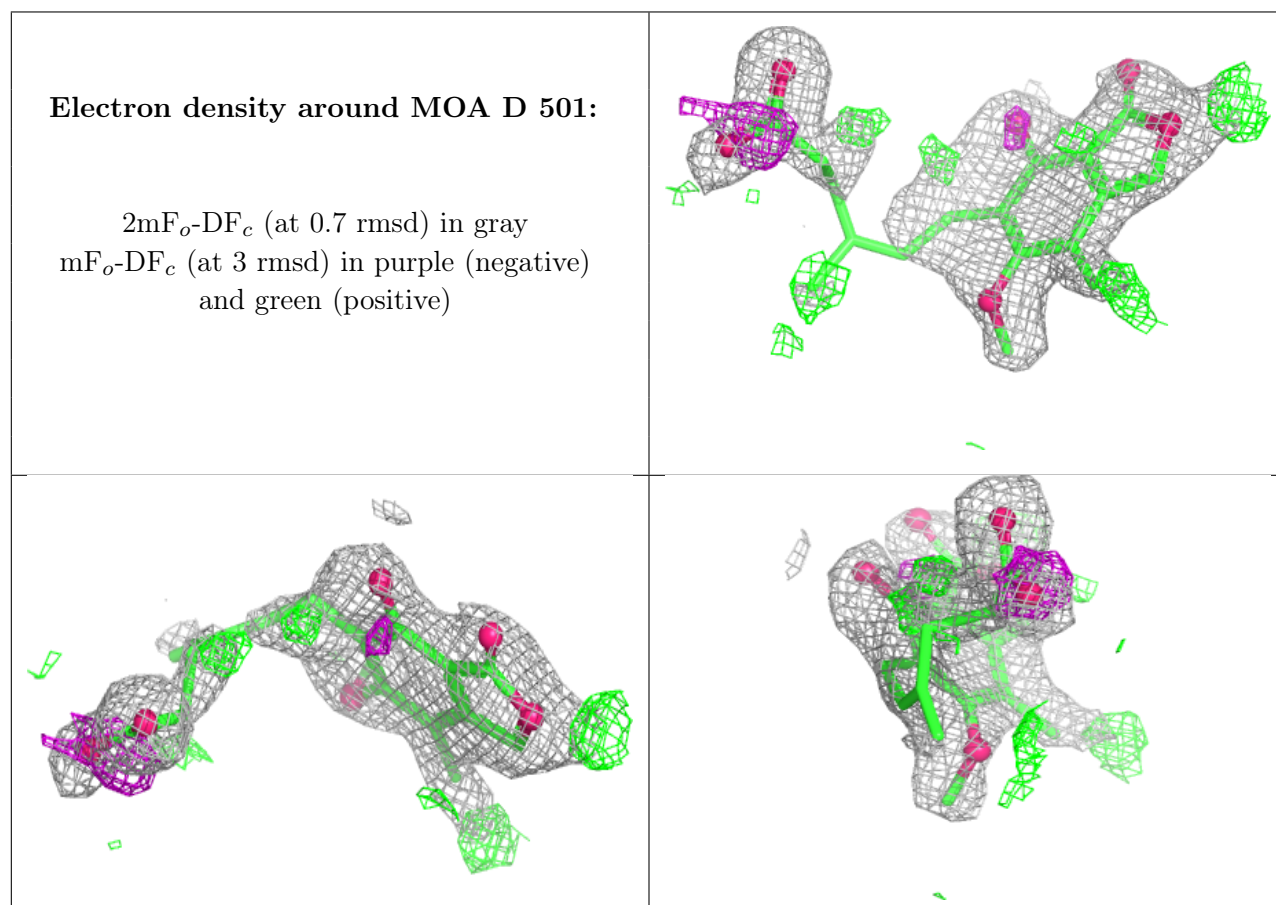 Electron density around MOA D 501:
2mFo-DFc (at 0.7 rmsd) in gray
mFo-DFc (at 3 rmsd) in purple (negative)
and green (positive)